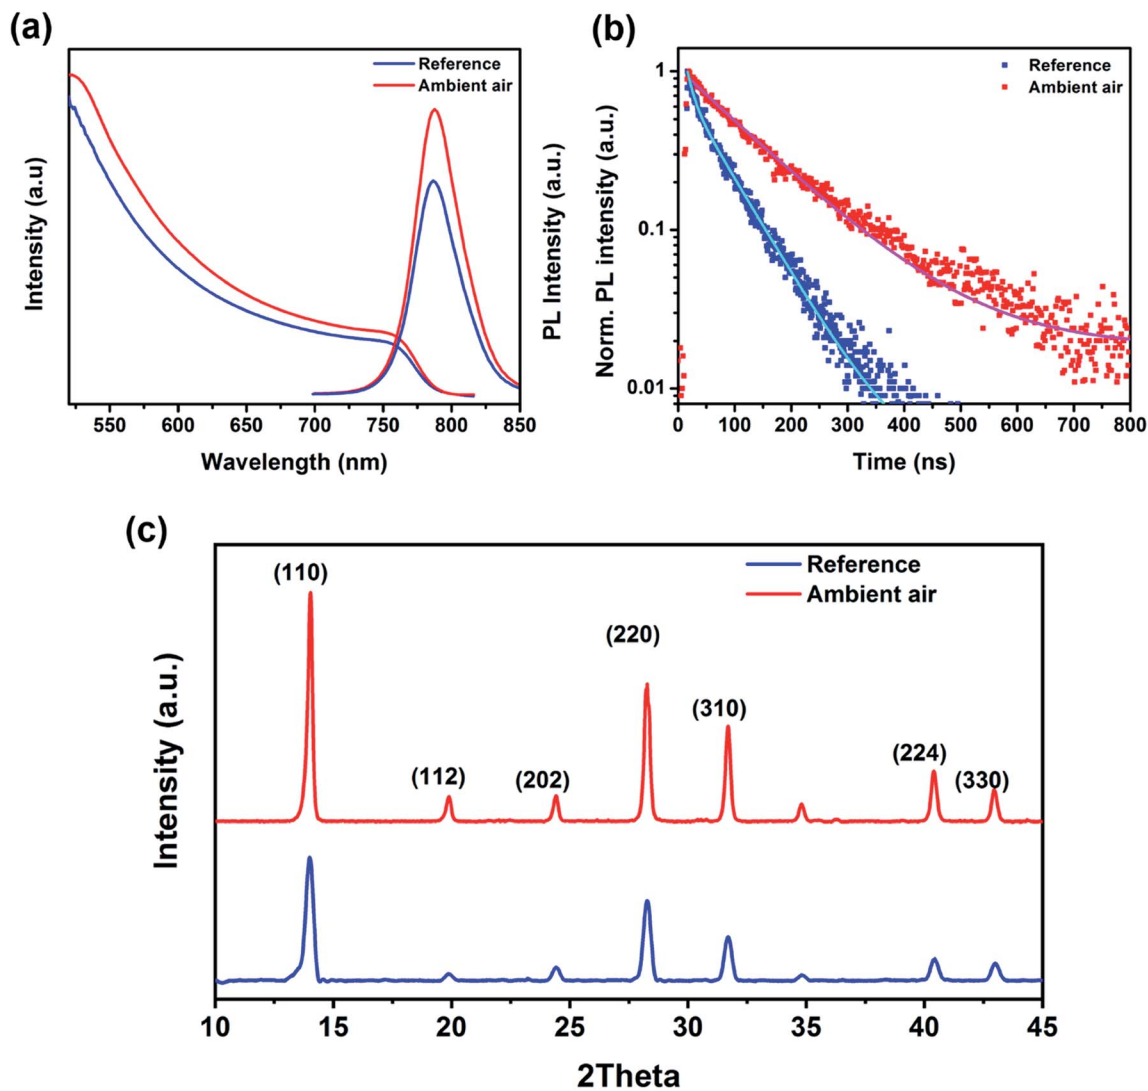 (a)
Reference
Ambient air
Intensity (a.u)
PL Intensity (a.u.)
550 600 650 700 750 800 850
Wavelength (nm)
(b)
Reference
Ambient air
Norm. PL intensity (a.u.)
1
0.1
0.01
0 100 200 300 400 500 600 700 800
Time (ns)
(c)
Reference
Ambient air
(110)
(112)
(202)
(220)
(310)
(224)
(330)
Intensity (a.u.)
10 15 20 25 30 35 40 45
2Theta